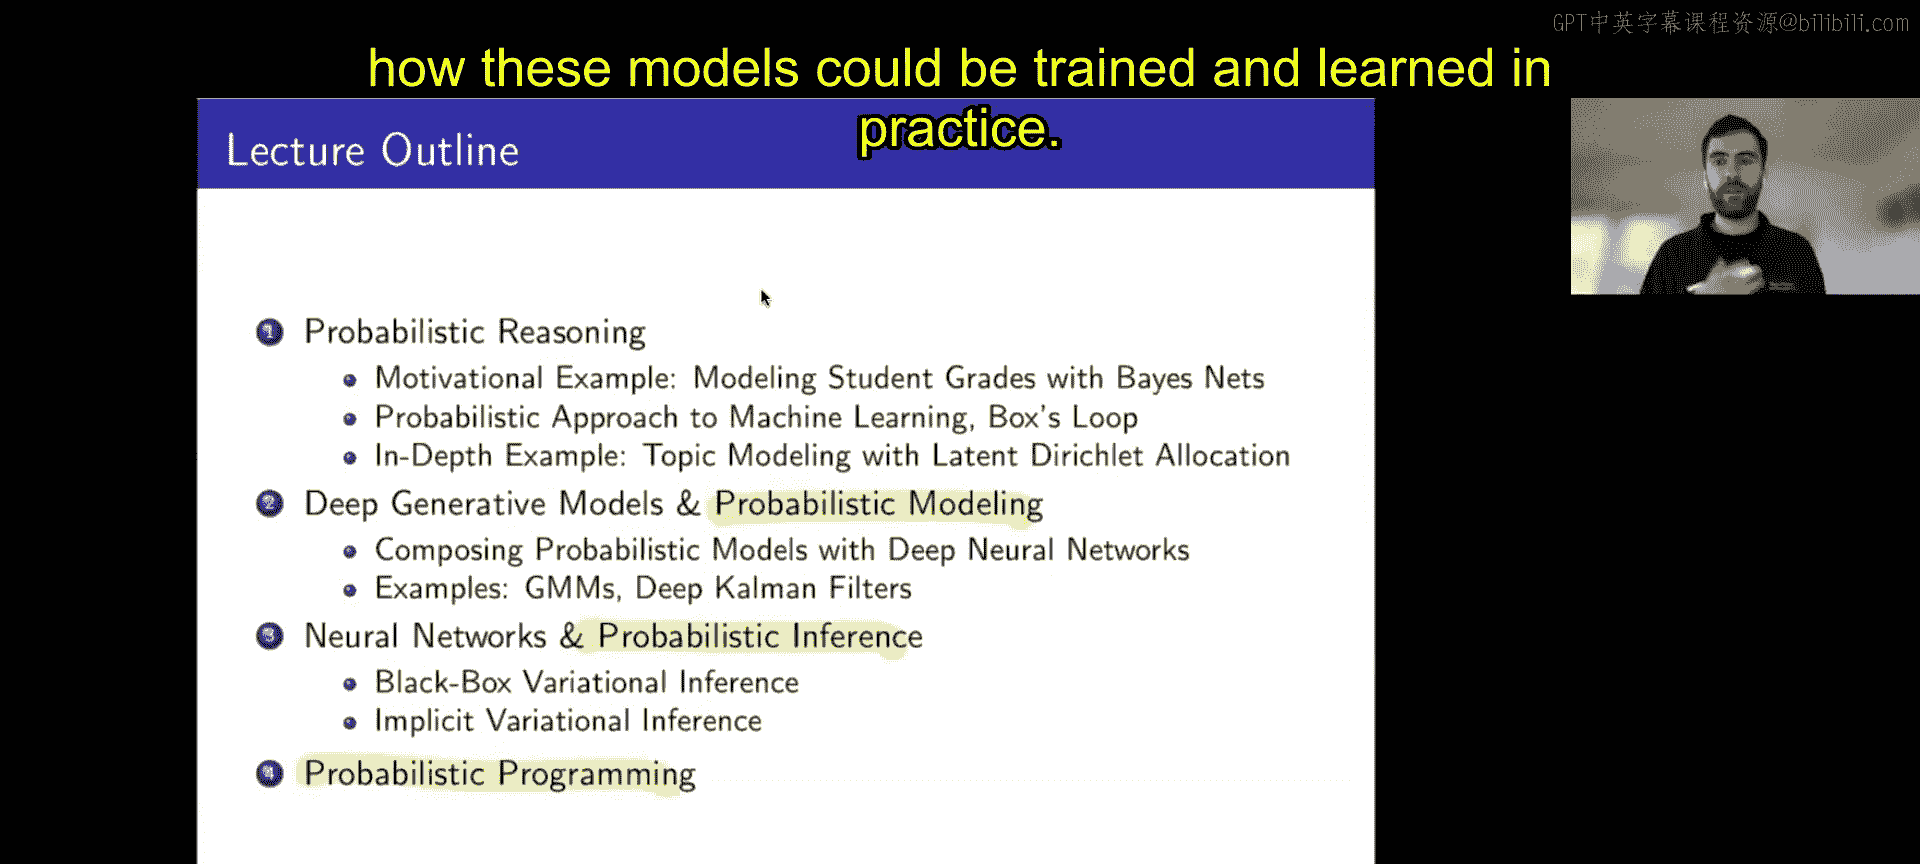 GPT中英字幕课程资源@bilibili.com
how these models could be trained and learned in
practice.
Lecture Outline
1 Probabilistic Reasoning
Motivational Example: Modeling Student Grades with Bayes Nets
Probabilistic Approach to Machine Learning, Box's Loop
In-Depth Example: Topic Modeling with Latent Dirichlet Allocation
2 Deep Generative Models & Probabilistic Modeling
Composing Probabilistic Models with Deep Neural Networks
Examples: GMMs, Deep Kalman Filters
3 Neural Networks & Probabilistic Inference
Black-Box Variational Inference
Implicit Variational Inference
4 Probabilistic Programming